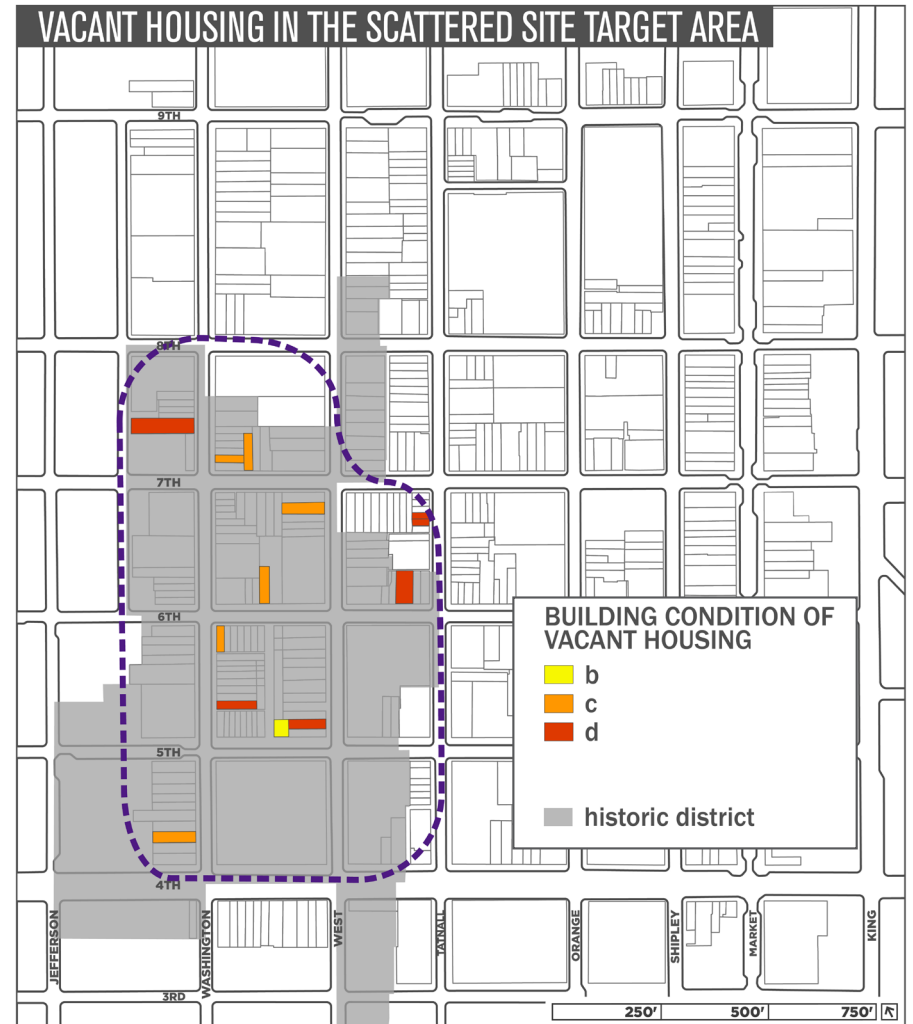 VACANT HOUSING IN THE SCATTERED SITE TARGET AREA
9TH
8TH
7TH
6TH
BUILDING CONDITION OF
VACANT HOUSING
b
c
d
5TH
historic district
4TH
JEFFERSON
WASHINGTON
WEST
TATNALL
ORANGE
SHIPLEY
MARKET
KING
3RD
250' 500' 750'